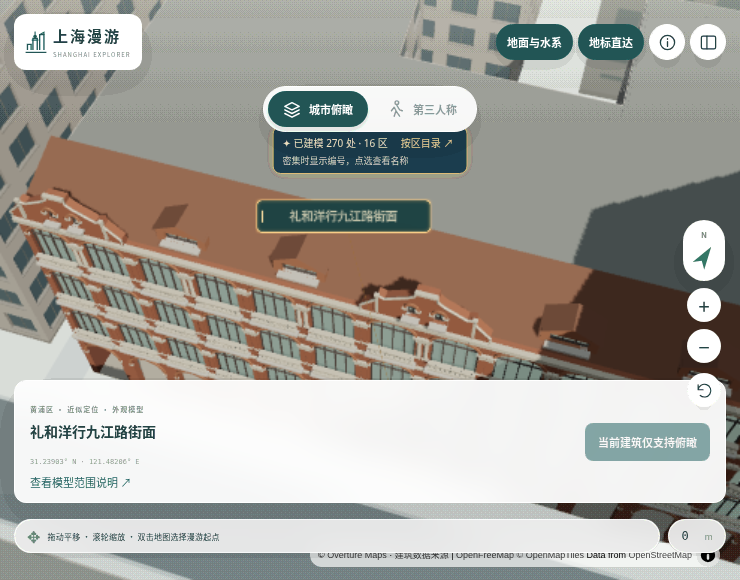 上海漫游
SHANGHAI EXPLORER
地面与水系
地标直达
城市俯瞰
第三人称
✦ 已建模 270 处 · 16 区 按区目录 ↗
密集时显示编号，点选查看名称
礼和洋行九江路街面
N
+
−
黄浦区 · 近似定位 · 外观模型
礼和洋行九江路街面
31.23903° N · 121.48206° E
查看模型范围说明 ↗
当前建筑仅支持俯瞰
拖动平移 · 滚轮缩放 · 双击地图选择漫游起点
0 m
© Overture Maps · 建筑数据来源 | OpenFreeMap © OpenMapTiles Data from OpenStreetMap